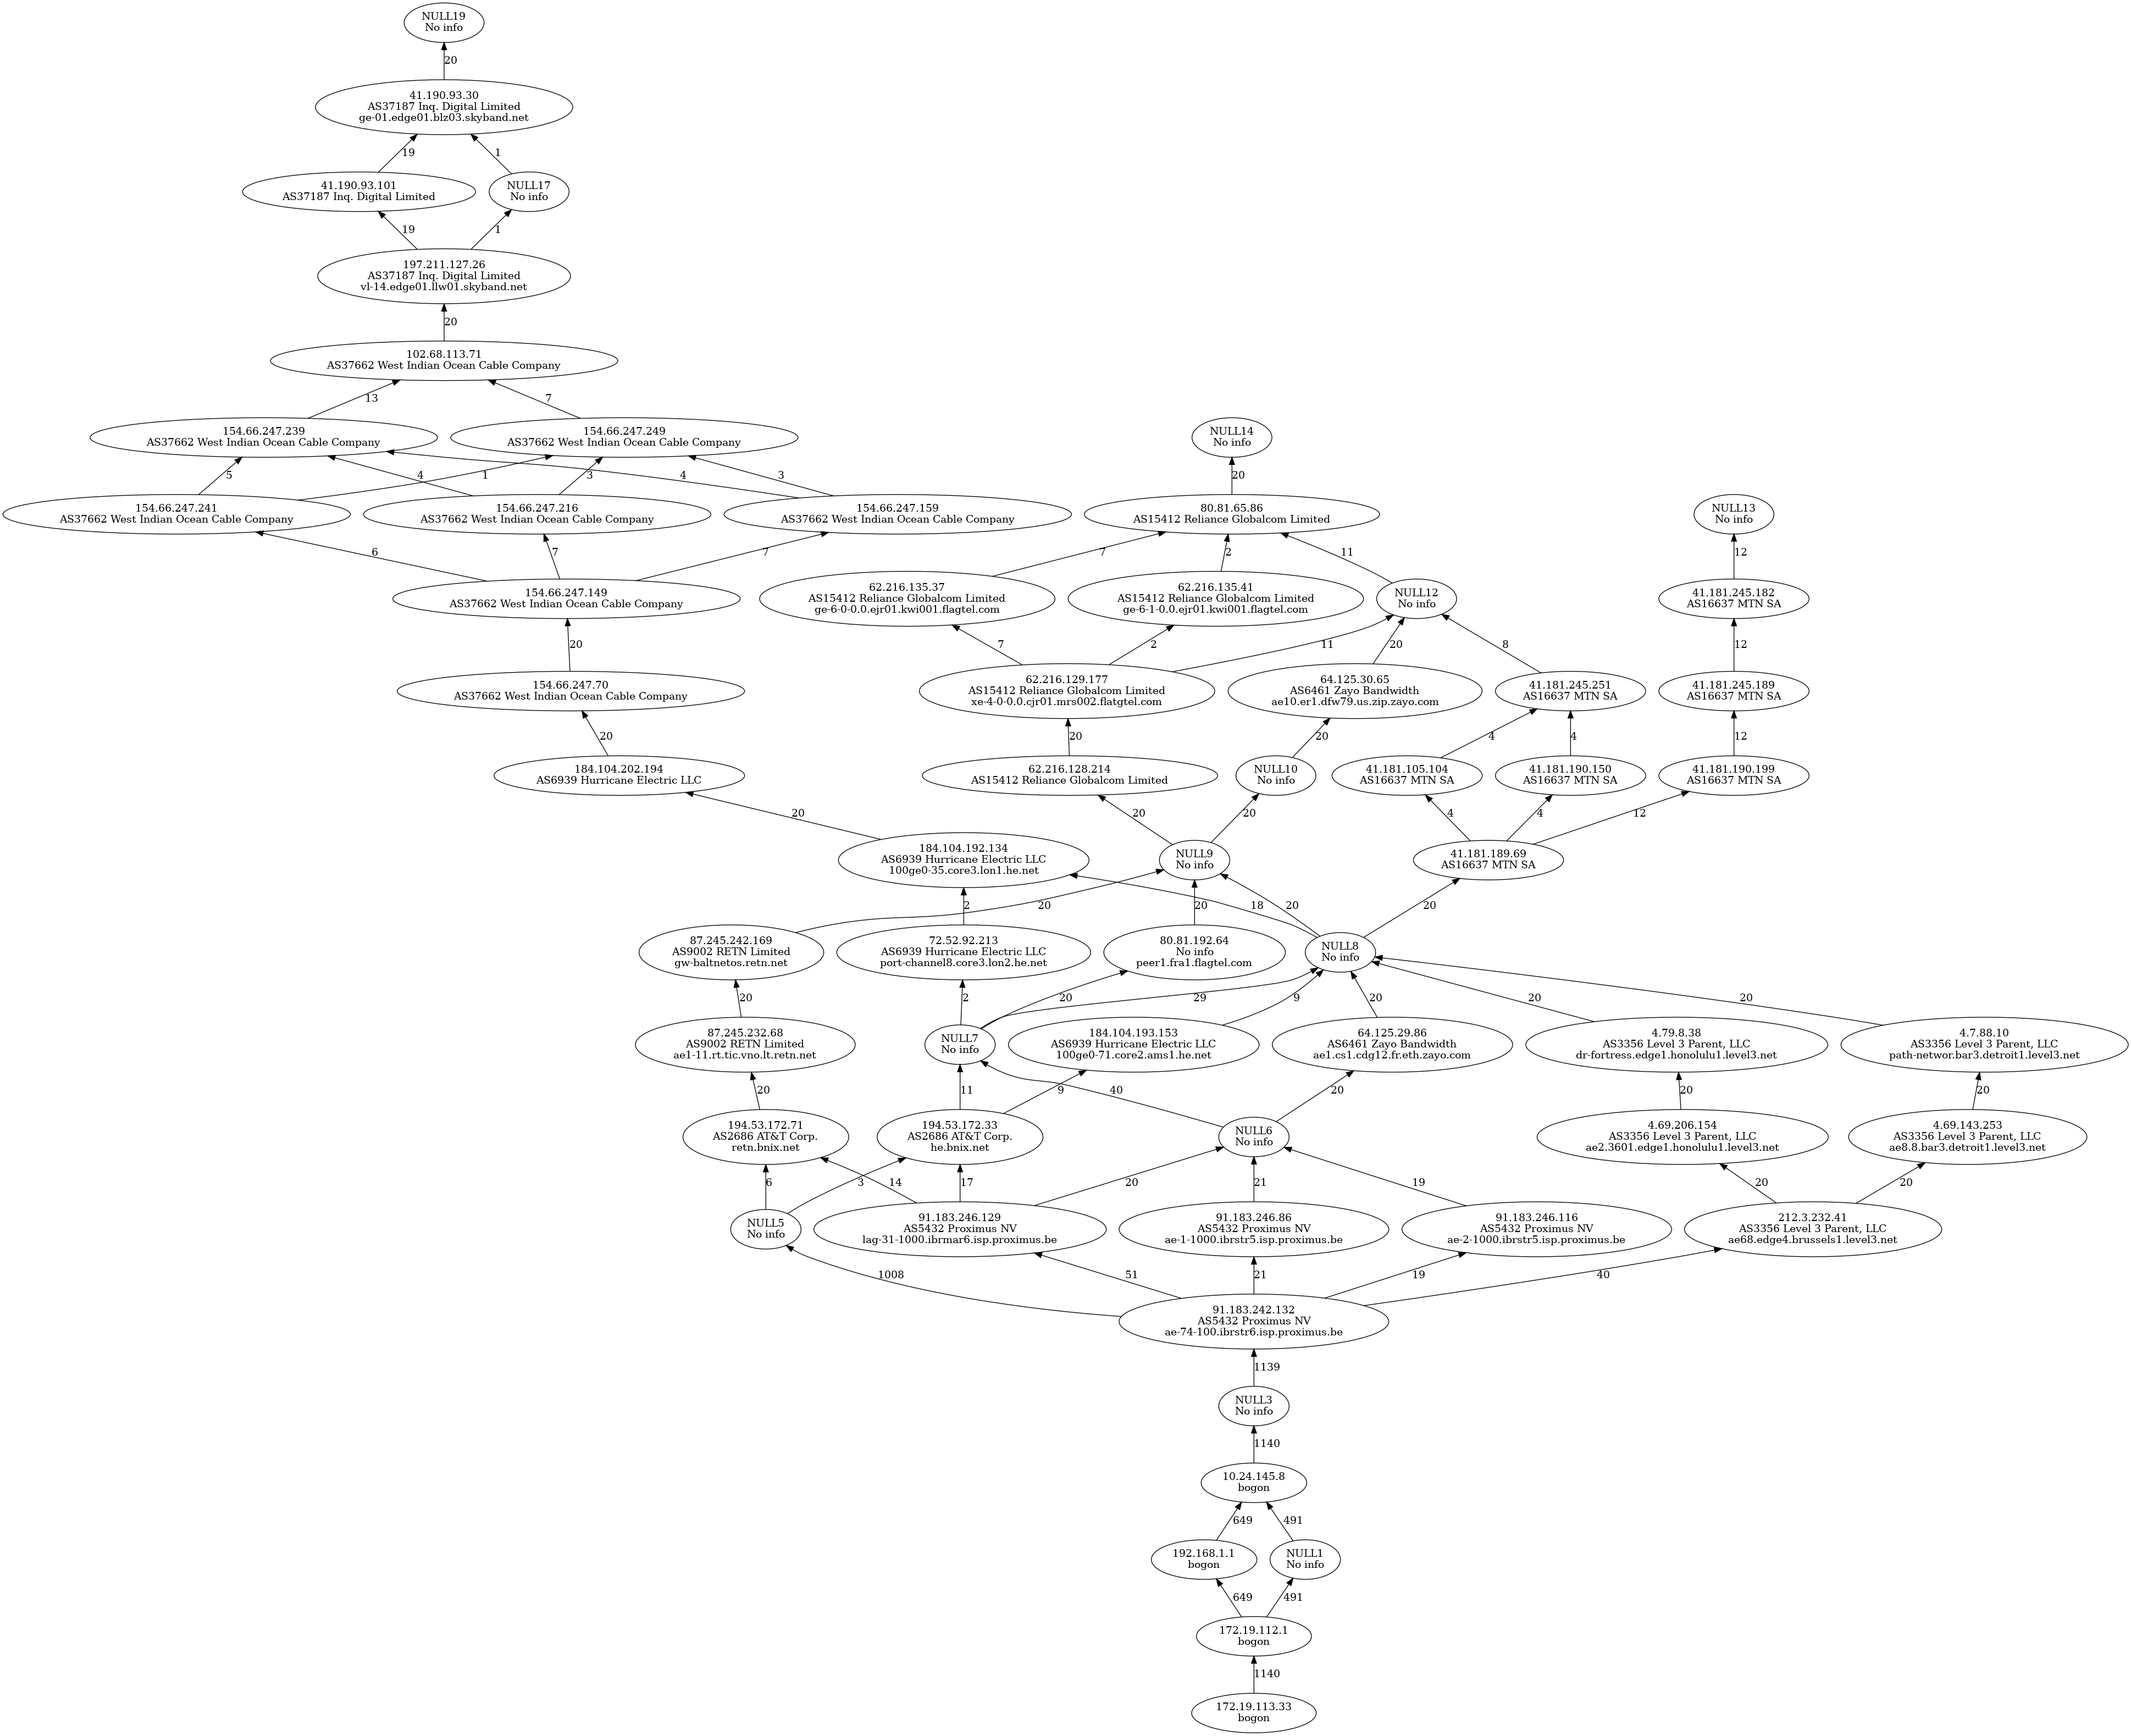 NULL19
No info
20
41.190.93.30
AS37187 Inq. Digital Limited
ge-01.edge01.blz03.skyband.net
19
1
41.190.93.101
AS37187 Inq. Digital Limited
NULL17
No info
19
1
197.211.127.26
AS37187 Inq. Digital Limited
vl-14.edge01.llw01.skyband.net
20
102.68.113.71
AS37662 West Indian Ocean Cable Company
13
7
154.66.247.239
AS37662 West Indian Ocean Cable Company
154.66.247.249
AS37662 West Indian Ocean Cable Company
NULL14
No info
5
4
1
3
4
3
20
154.66.247.241
AS37662 West Indian Ocean Cable Company
154.66.247.216
AS37662 West Indian Ocean Cable Company
154.66.247.159
AS37662 West Indian Ocean Cable Company
80.81.65.86
AS15412 Reliance Globalcom Limited
NULL13
No info
6
7
7
7
2
11
12
154.66.247.149
AS37662 West Indian Ocean Cable Company
62.216.135.37
AS15412 Reliance Globalcom Limited
ge-6-0-0.0.ejr01.kwi001.flagtel.com
62.216.135.41
AS15412 Reliance Globalcom Limited
ge-6-1-0.0.ejr01.kwi001.flagtel.com
NULL12
No info
41.181.245.182
AS16637 MTN SA
20
7
2
11
20
8
12
154.66.247.70
AS37662 West Indian Ocean Cable Company
62.216.129.177
AS15412 Reliance Globalcom Limited
xe-4-0-0.0.cjr01.mrs002.flatgtel.com
64.125.30.65
AS6461 Zayo Bandwidth
ae10.er1.dfw79.us.zip.zayo.com
41.181.245.251
AS16637 MTN SA
41.181.245.189
AS16637 MTN SA
20
20
20
4
4
12
184.104.202.194
AS6939 Hurricane Electric LLC
62.216.128.214
AS15412 Reliance Globalcom Limited
NULL10
No info
41.181.105.104
AS16637 MTN SA
41.181.190.150
AS16637 MTN SA
41.181.190.199
AS16637 MTN SA
20
20
20
4
4
12
184.104.192.134
AS6939 Hurricane Electric LLC
100ge0-35.core3.lon1.he.net
NULL9
No info
41.181.189.69
AS16637 MTN SA
2
20
20
18
20
20
87.245.242.169
AS9002 RETN Limited
gw-baltnetos.retn.net
72.52.92.213
AS6939 Hurricane Electric LLC
port-channel8.core3.lon2.he.net
80.81.192.64
No info
peer1.fra1.flagtel.com
NULL8
No info
20
2
20
29
9
20
20
20
87.245.232.68
AS9002 RETN Limited
ae1-11.rt.tic.vno.lt.retn.net
NULL7
No info
184.104.193.153
AS6939 Hurricane Electric LLC
100ge0-71.core2.ams1.he.net
64.125.29.86
AS6461 Zayo Bandwidth
ae1.cs1.cdg12.fr.eth.zayo.com
4.79.8.38
AS3356 Level 3 Parent, LLC
dr-fortress.edge1.honolulu1.level3.net
4.7.88.10
AS3356 Level 3 Parent, LLC
path-networ.bar3.detroit1.level3.net
20
11
9
40
20
20
20
194.53.172.71
AS2686 AT&T Corp.
retn.bnix.net
194.53.172.33
AS2686 AT&T Corp.
he.bnix.net
NULL6
No info
4.69.206.154
AS3356 Level 3 Parent, LLC
ae2.3601.edge1.honolulu1.level3.net
4.69.143.253
AS3356 Level 3 Parent, LLC
ae8.8.bar3.detroit1.level3.net
6
3
14
17
20
21
19
20
20
NULL5
No info
91.183.246.129
AS5432 Proximus NV
lag-31-1000.ibrmar6.isp.proximus.be
91.183.246.86
AS5432 Proximus NV
ae-1-1000.ibrstr5.isp.proximus.be
91.183.246.116
AS5432 Proximus NV
ae-2-1000.ibrstr5.isp.proximus.be
212.3.232.41
AS3356 Level 3 Parent, LLC
ae68.edge4.brussels1.level3.net
1008
51
21
19
40
91.183.242.132
AS5432 Proximus NV
ae-74-100.ibrstr6.isp.proximus.be
1139
NULL3
No info
1140
10.24.145.8
bogon
649
491
192.168.1.1
bogon
NULL1
No info
649
491
172.19.112.1
bogon
1140
172.19.113.33
bogon